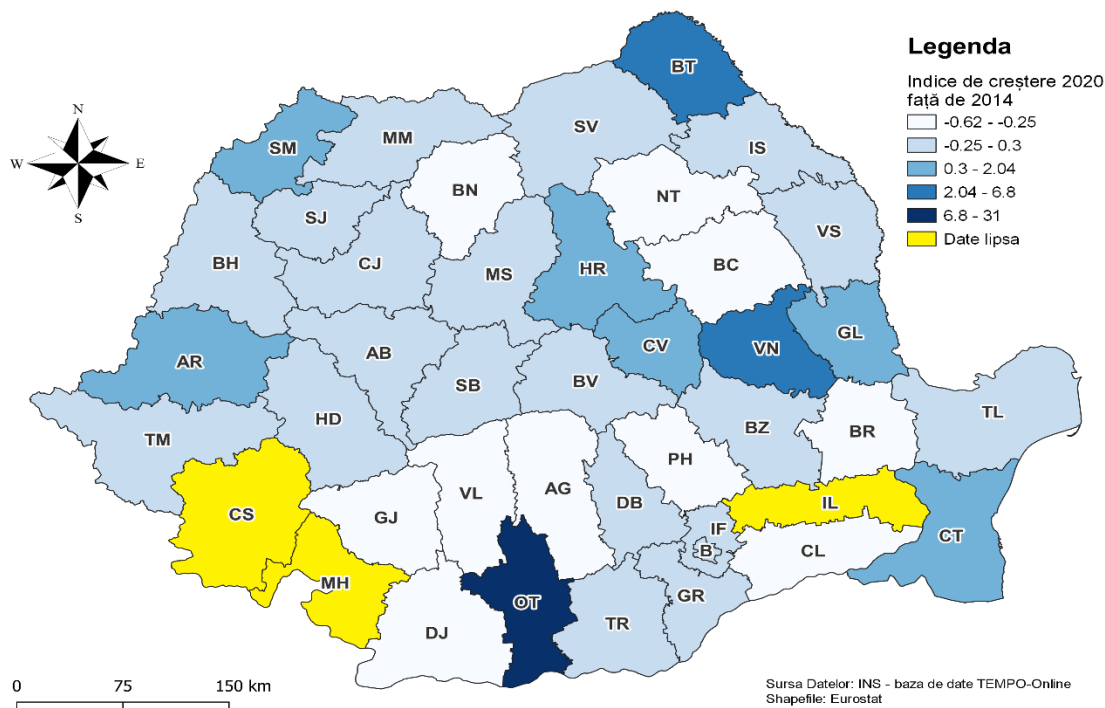 Legenda
Indice de creștere 2020
față de 2014
-0.62 - -0.25
-0.25 - 0.3
0.3 - 2.04
2.04 - 6.8
6.8 - 31
Date lipsa
N
W E
S
BT
SM
MM
SV
IS
BN
NT
SJ
VS
BH
CJ
MS
HR
BC
AR
AB
CV
VN
GL
SB
BV
HD
TM
BZ
BR
TL
PH
CS
GJ
VL
AG
DB
IL
IF
B
CL
CT
MH
OT
GR
DJ
TR
0 75 150 km
Sursa Datelor: INS - baza de date TEMPO-Online
Shapefile: Eurostat